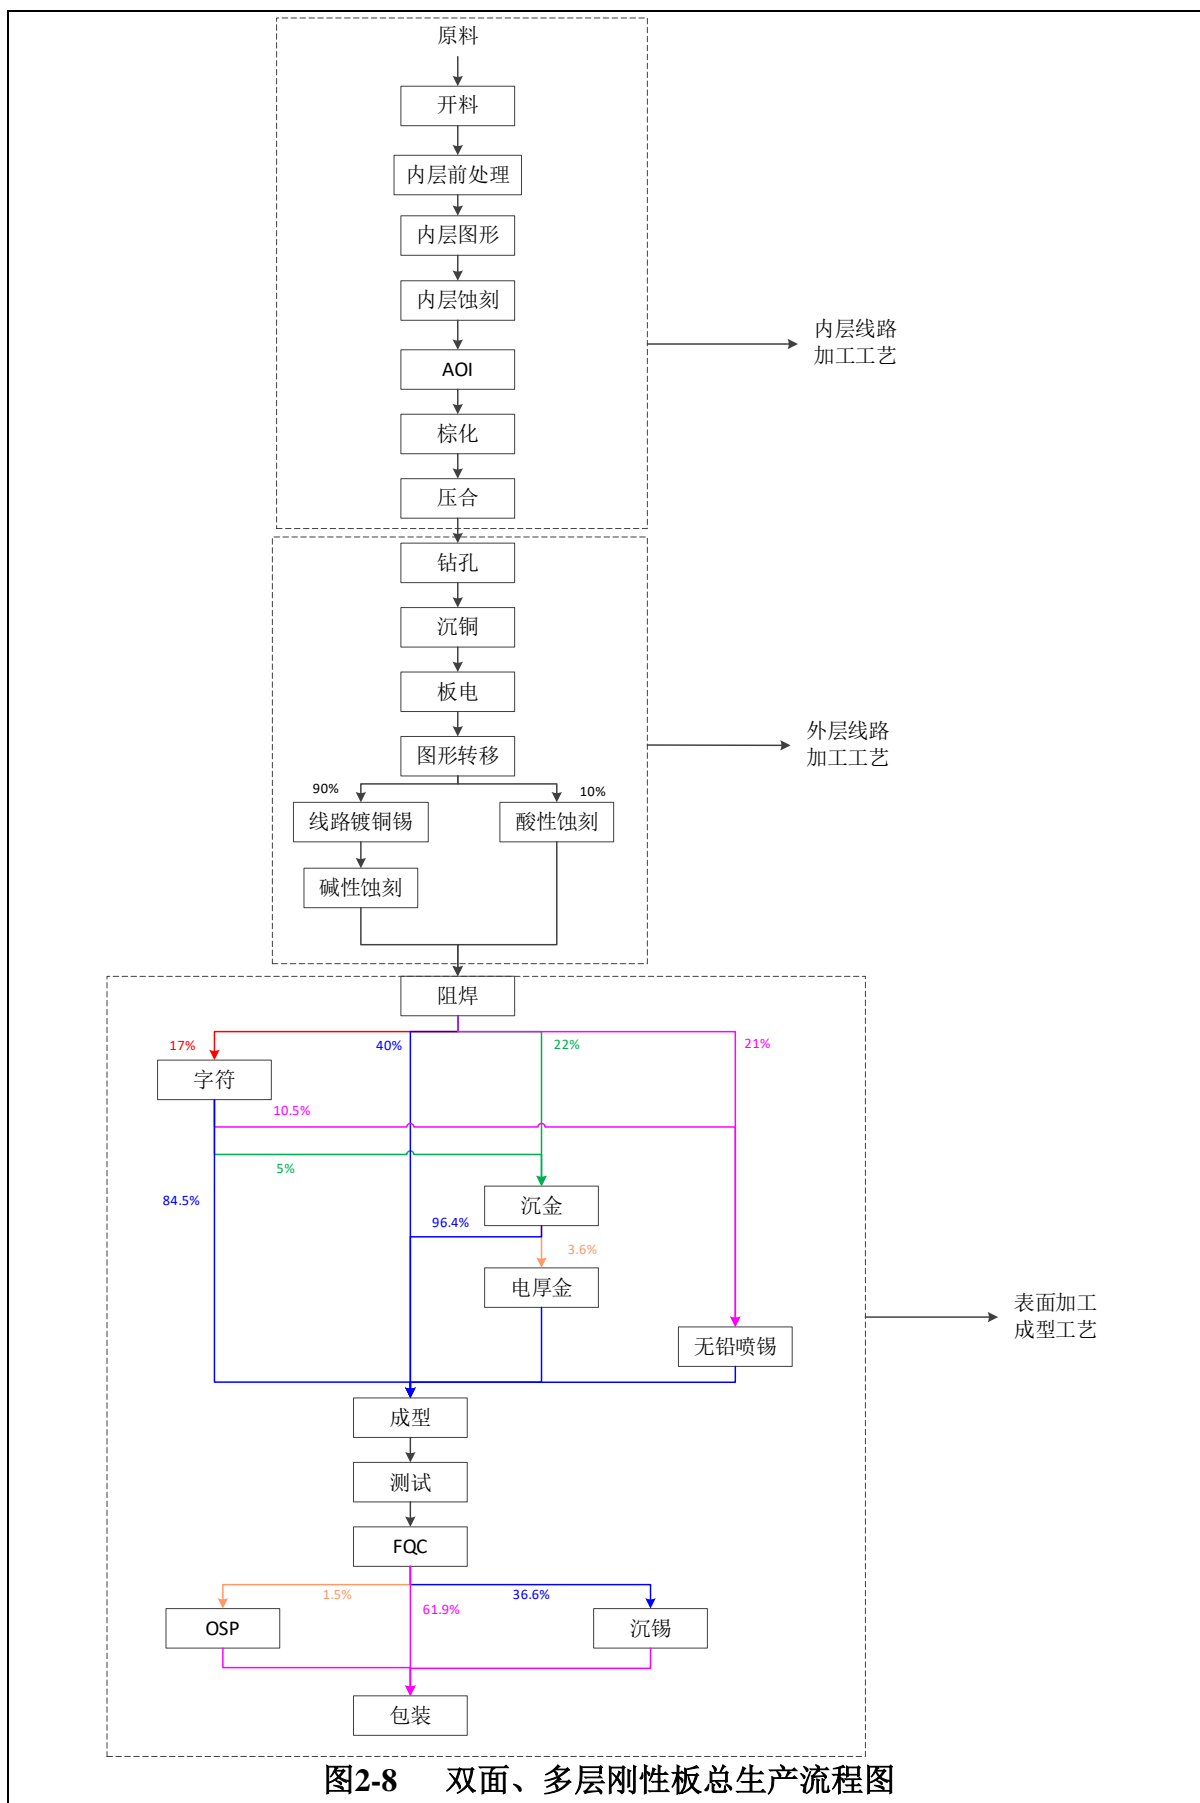 原料
开料
内层前处理
内层图形
内层蚀刻
内层线路
加工工艺
AOI
棕化
压合
钻孔
沉铜
板电
外层线路
加工工艺
图形转移
90%
10%
线路镀铜锡
酸性蚀刻
碱性蚀刻
阻焊
17%
40%
22%
21%
字符
10.5%
5%
84.5%
沉金
96.4%
3.6%
电厚金
表面加工
成型工艺
无铅喷锡
成型
测试
FQC
1.5%
36.6%
61.9%
OSP
沉锡
包装
图2-8 双面、多层刚性板总生产流程图